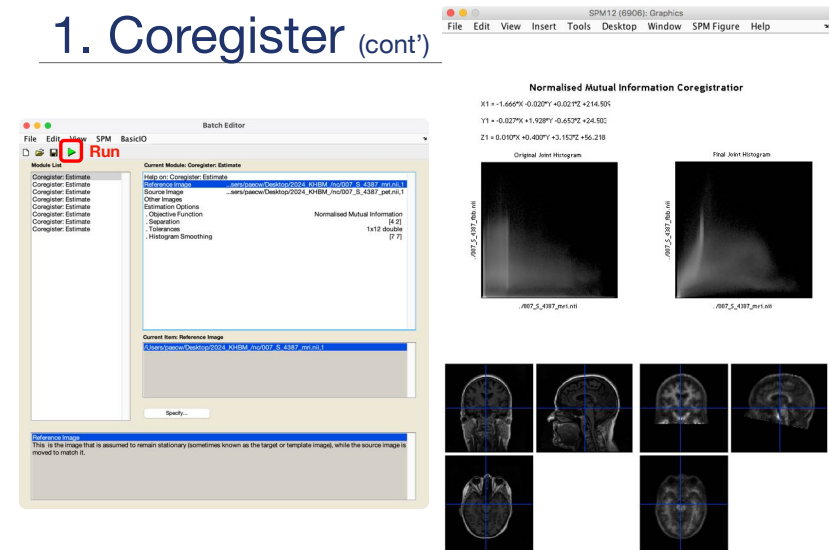 1. Coregister (cont')
Batch Editor
File Edit View SPM BasicIO
Run
Module List
Coregister: Estimate
Coregister: Estimate
Coregister: Estimate
Coregister: Estimate
Coregister: Estimate
Coregister: Estimate
Coregister: Estimate
Coregister: Estimate
Current Module: Coregister: Estimate
Help on: Coregister: Estimate
Reference Image ...sers/paecw/Desktop/2024_KHBM_/nc/007_S_4387_mri.nii,1
Source Image ...sers/paecw/Desktop/2024_KHBM_/nc/007_S_4387_pet.nii,1
Other Images
Estimation Options
. Objective Function Normalised Mutual Information
. Separation [4 2]
. Tolerances 1x12 double
. Histogram Smoothing [7 7]
Current Item: Reference Image
/Users/paecw/Desktop/2024_KHBM_/nc/007_S_4387_mri.nii,1
Specify...
Reference Image
This is the image that is assumed to remain stationary (sometimes known as the target or template image), while the source image is
moved to match it.
SPM12 (6906): Graphics
File Edit View Insert Tools Desktop Window SPM Figure Help
Normalised Mutual Information Coregistration
X1 = -1.666*X -0.020*Y +0.021*Z +214.509
Y1 = -0.027*X +1.928*Y -0.653*Z +24.503
Z1 = 0.010*X +0.400*Y +3.153*Z +56.218
Original Joint Histogram
../007_S_4387_fbb.nii
../007_S_4387_mri.nii
Final Joint Histogram
../007_S_4387_fbb.nii
../007_S_4387_mri.nii